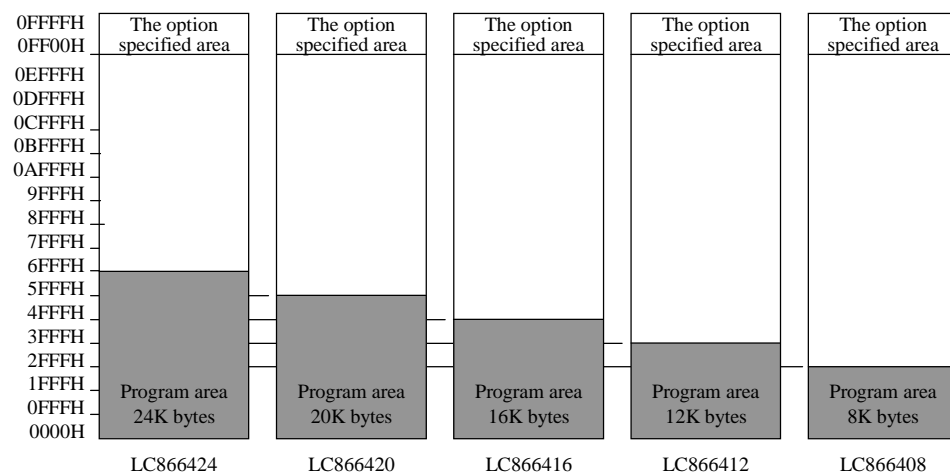 0FFFFH
0FF00H
0EFFFH
0DFFFH
0CFFFH
0BFFFH
0AFFFH
9FFFH
8FFFH
7FFFH
6FFFH
5FFFH
4FFFH
3FFFH
2FFFH
1FFFH
0FFFH
0000H
The option
specified area
Program area
24K bytes
LC866424
The option
specified area
Program area
20K bytes
LC866420
The option
specified area
Program area
16K bytes
LC866416
The option
specified area
Program area
12K bytes
LC866412
The option
specified area
Program area
8K bytes
LC866408